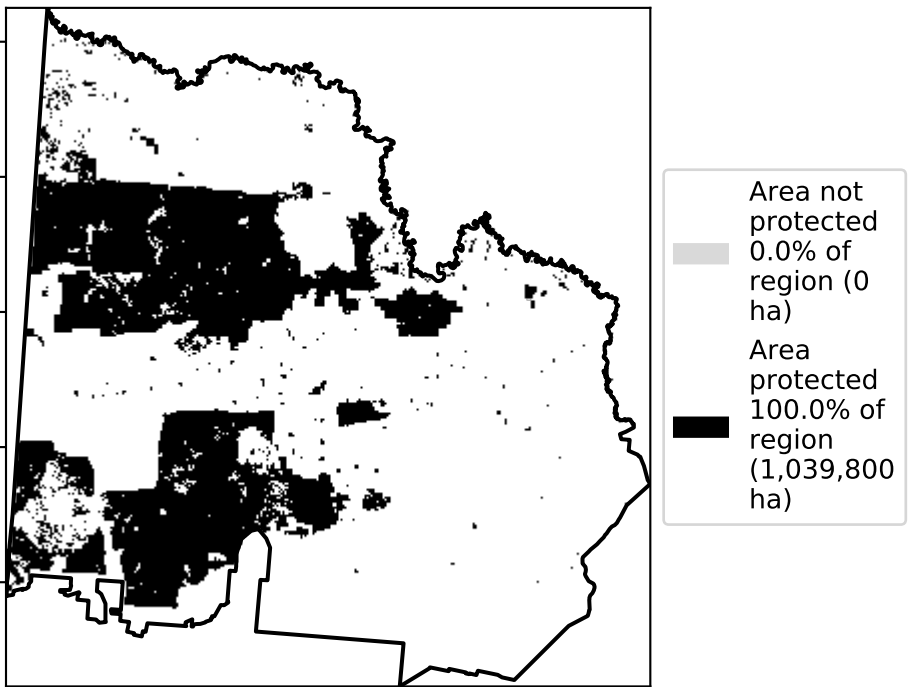 Area not
protected
0.0% of
region (0
ha)
Area
protected
100.0% of
region
(1,039,800
ha)